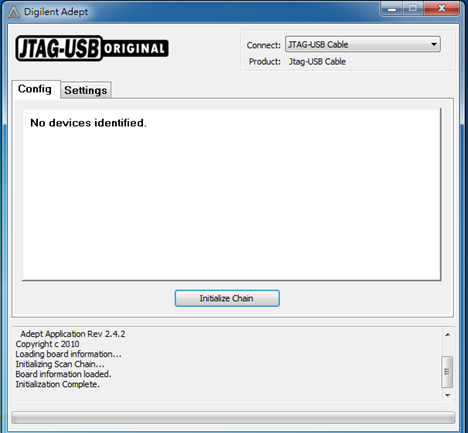 Digilent Adept
JTAG-USB ORIGINAL
Connect: JTAG-USB Cable
Product: Jtag-USB Cable
Config Settings
No devices identified.
Initialize Chain
Adept Application Rev 2.4.2
Copyright c 2010
Loading board information...
Initializing Scan Chain...
Board information loaded.
Initialization Complete.